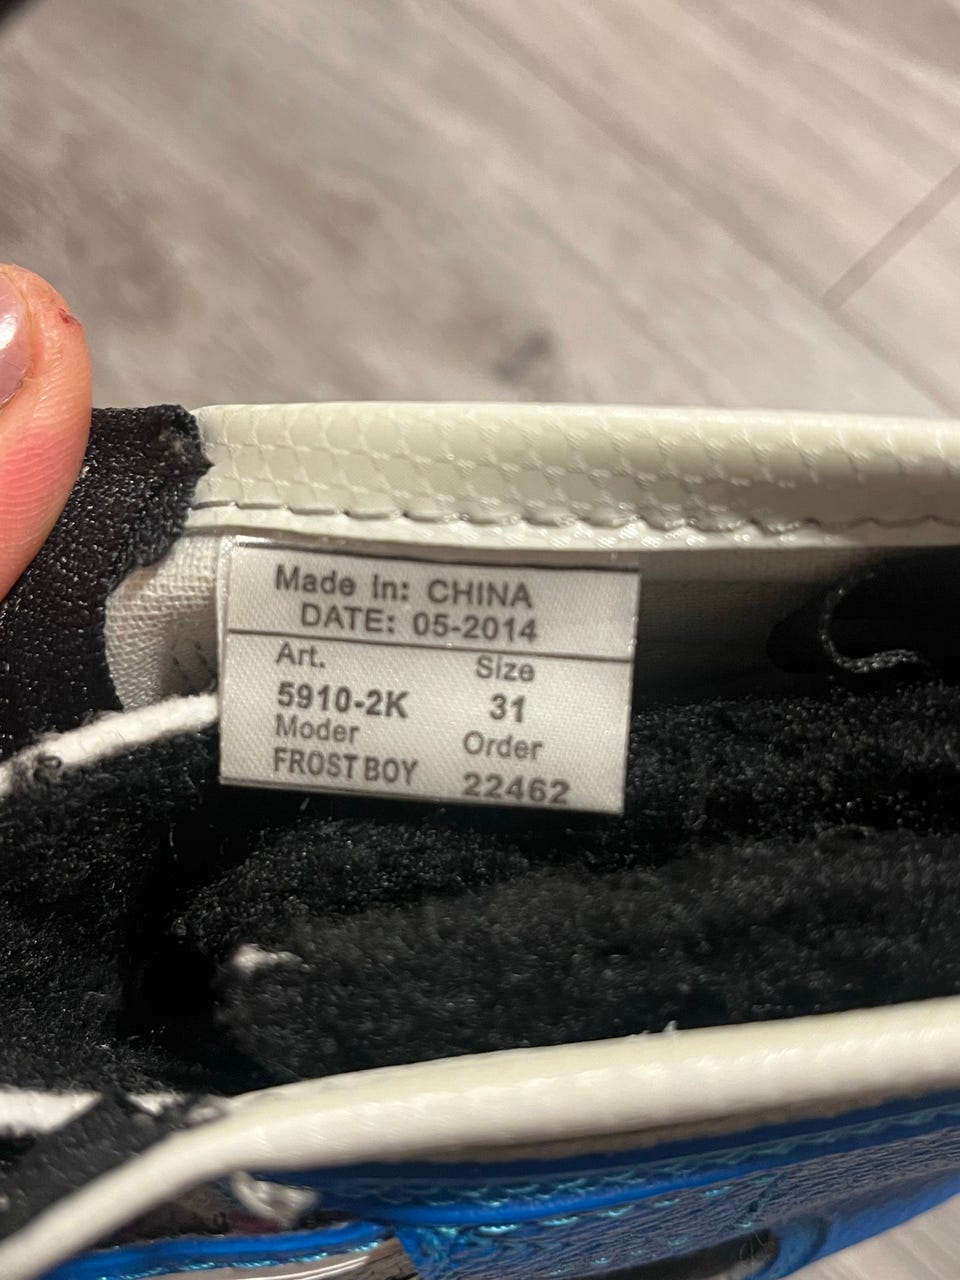 Made In: CHINA
DATE: 05-2014
Art. Size
5910-2K 31
Moder Order
FROST BOY 22462